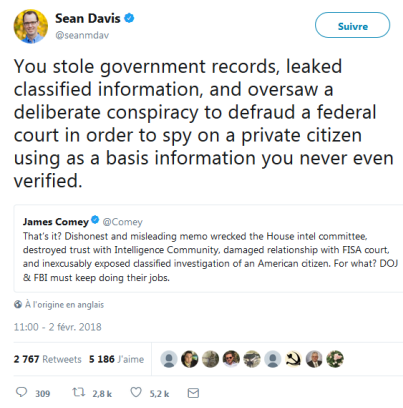 Sean Davis
@seanmdav
Suivre
You stole government records, leaked
classified information, and oversaw a
deliberate conspiracy to defraud a federal
court in order to spy on a private citizen
using as a basis information you never even
verified.
James Comey @Comey
That's it? Dishonest and misleading memo wrecked the House intel committee,
destroyed trust with Intelligence Community, damaged relationship with FISA court,
and inexcusably exposed classified investigation of an American citizen. For what? DOJ
& FBI must keep doing their jobs.
À l'origine en anglais
11:00 - 2 févr. 2018
2 767 Retweets 5 186 J'aime
309 2,8 k 5,2 k